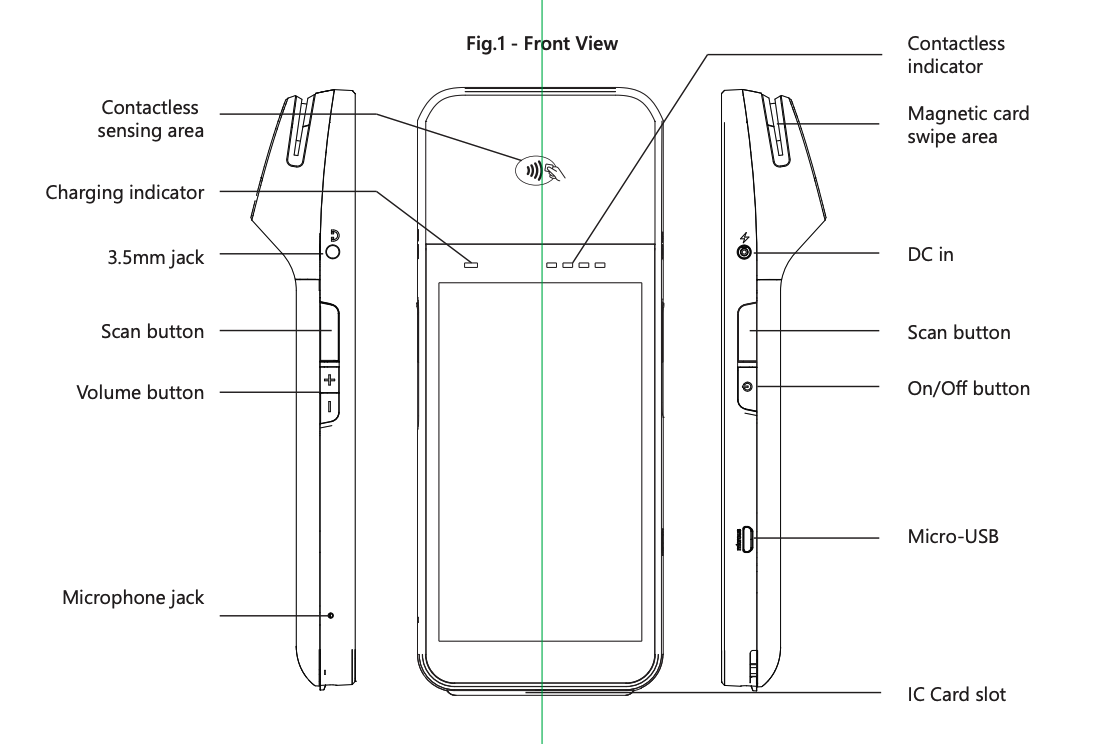 Fig.1 - Front View
Contactless
sensing area
Charging indicator
3.5mm jack
Scan button
Volume button
Microphone jack
Contactless
indicator
Magnetic card
swipe area
DC in
Scan button
On/Off button
Micro-USB
IC Card slot